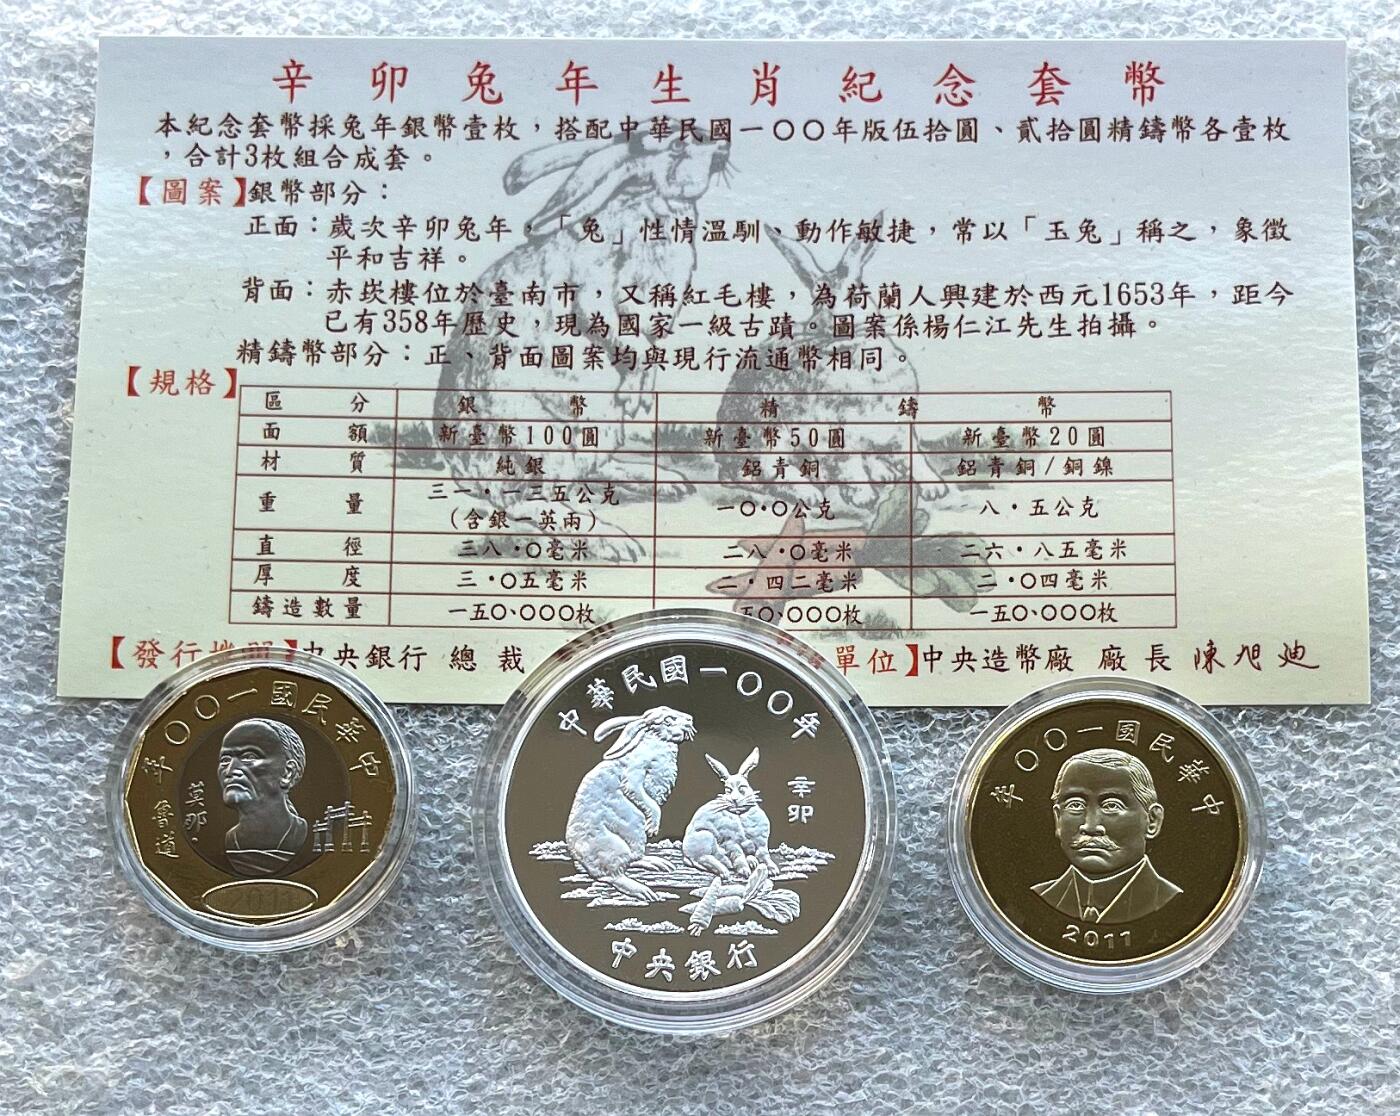 辛卯兔年生肖紀念套幣
本紀念套幣採兔年銀幣壹枚，搭配中華民國一〇〇年版伍拾圓、貳拾圓精鑄幣各壹枚
，合計3枚組合成套。
【圖案】銀幣部分：
正面：歲次辛卯兔年，「兔」性情溫馴、動作敏捷，常以「玉兔」稱之，象徵
平和吉祥。
背面：赤崁樓位於臺南市，又稱紅毛樓，為荷蘭人興建於西元1653年，距今
已有358年歷史，現為國家一級古蹟。圖案係楊仁江先生拍攝。
精鑄幣部分：正、背面圖案均與現行流通幣相同。
【規格】
區分 銀幣 精鑄幣
面額 新臺幣100圓 新臺幣50圓 新臺幣20圓
材質 純銀 鋁青銅 鋁青銅/銅鎳
重量 三一·一三五公克 一〇·〇公克 八·五公克
（含銀一英兩）
直徑 三八·〇毫米 二八·〇毫米 二六·八五毫米
厚度 三·〇五毫米 二·四二毫米 二·〇四毫米
鑄造數量 一五〇、〇〇〇枚 五〇、〇〇〇枚 一五〇、〇〇〇枚
【發行機關】中央銀行 總裁 單位】中央造幣廠 廠長 陳旭迪
年〇〇一國民華中
莫那
魯道
2011
中華民國一〇〇年
辛卯
中央銀行
年〇〇一國民華中
2011